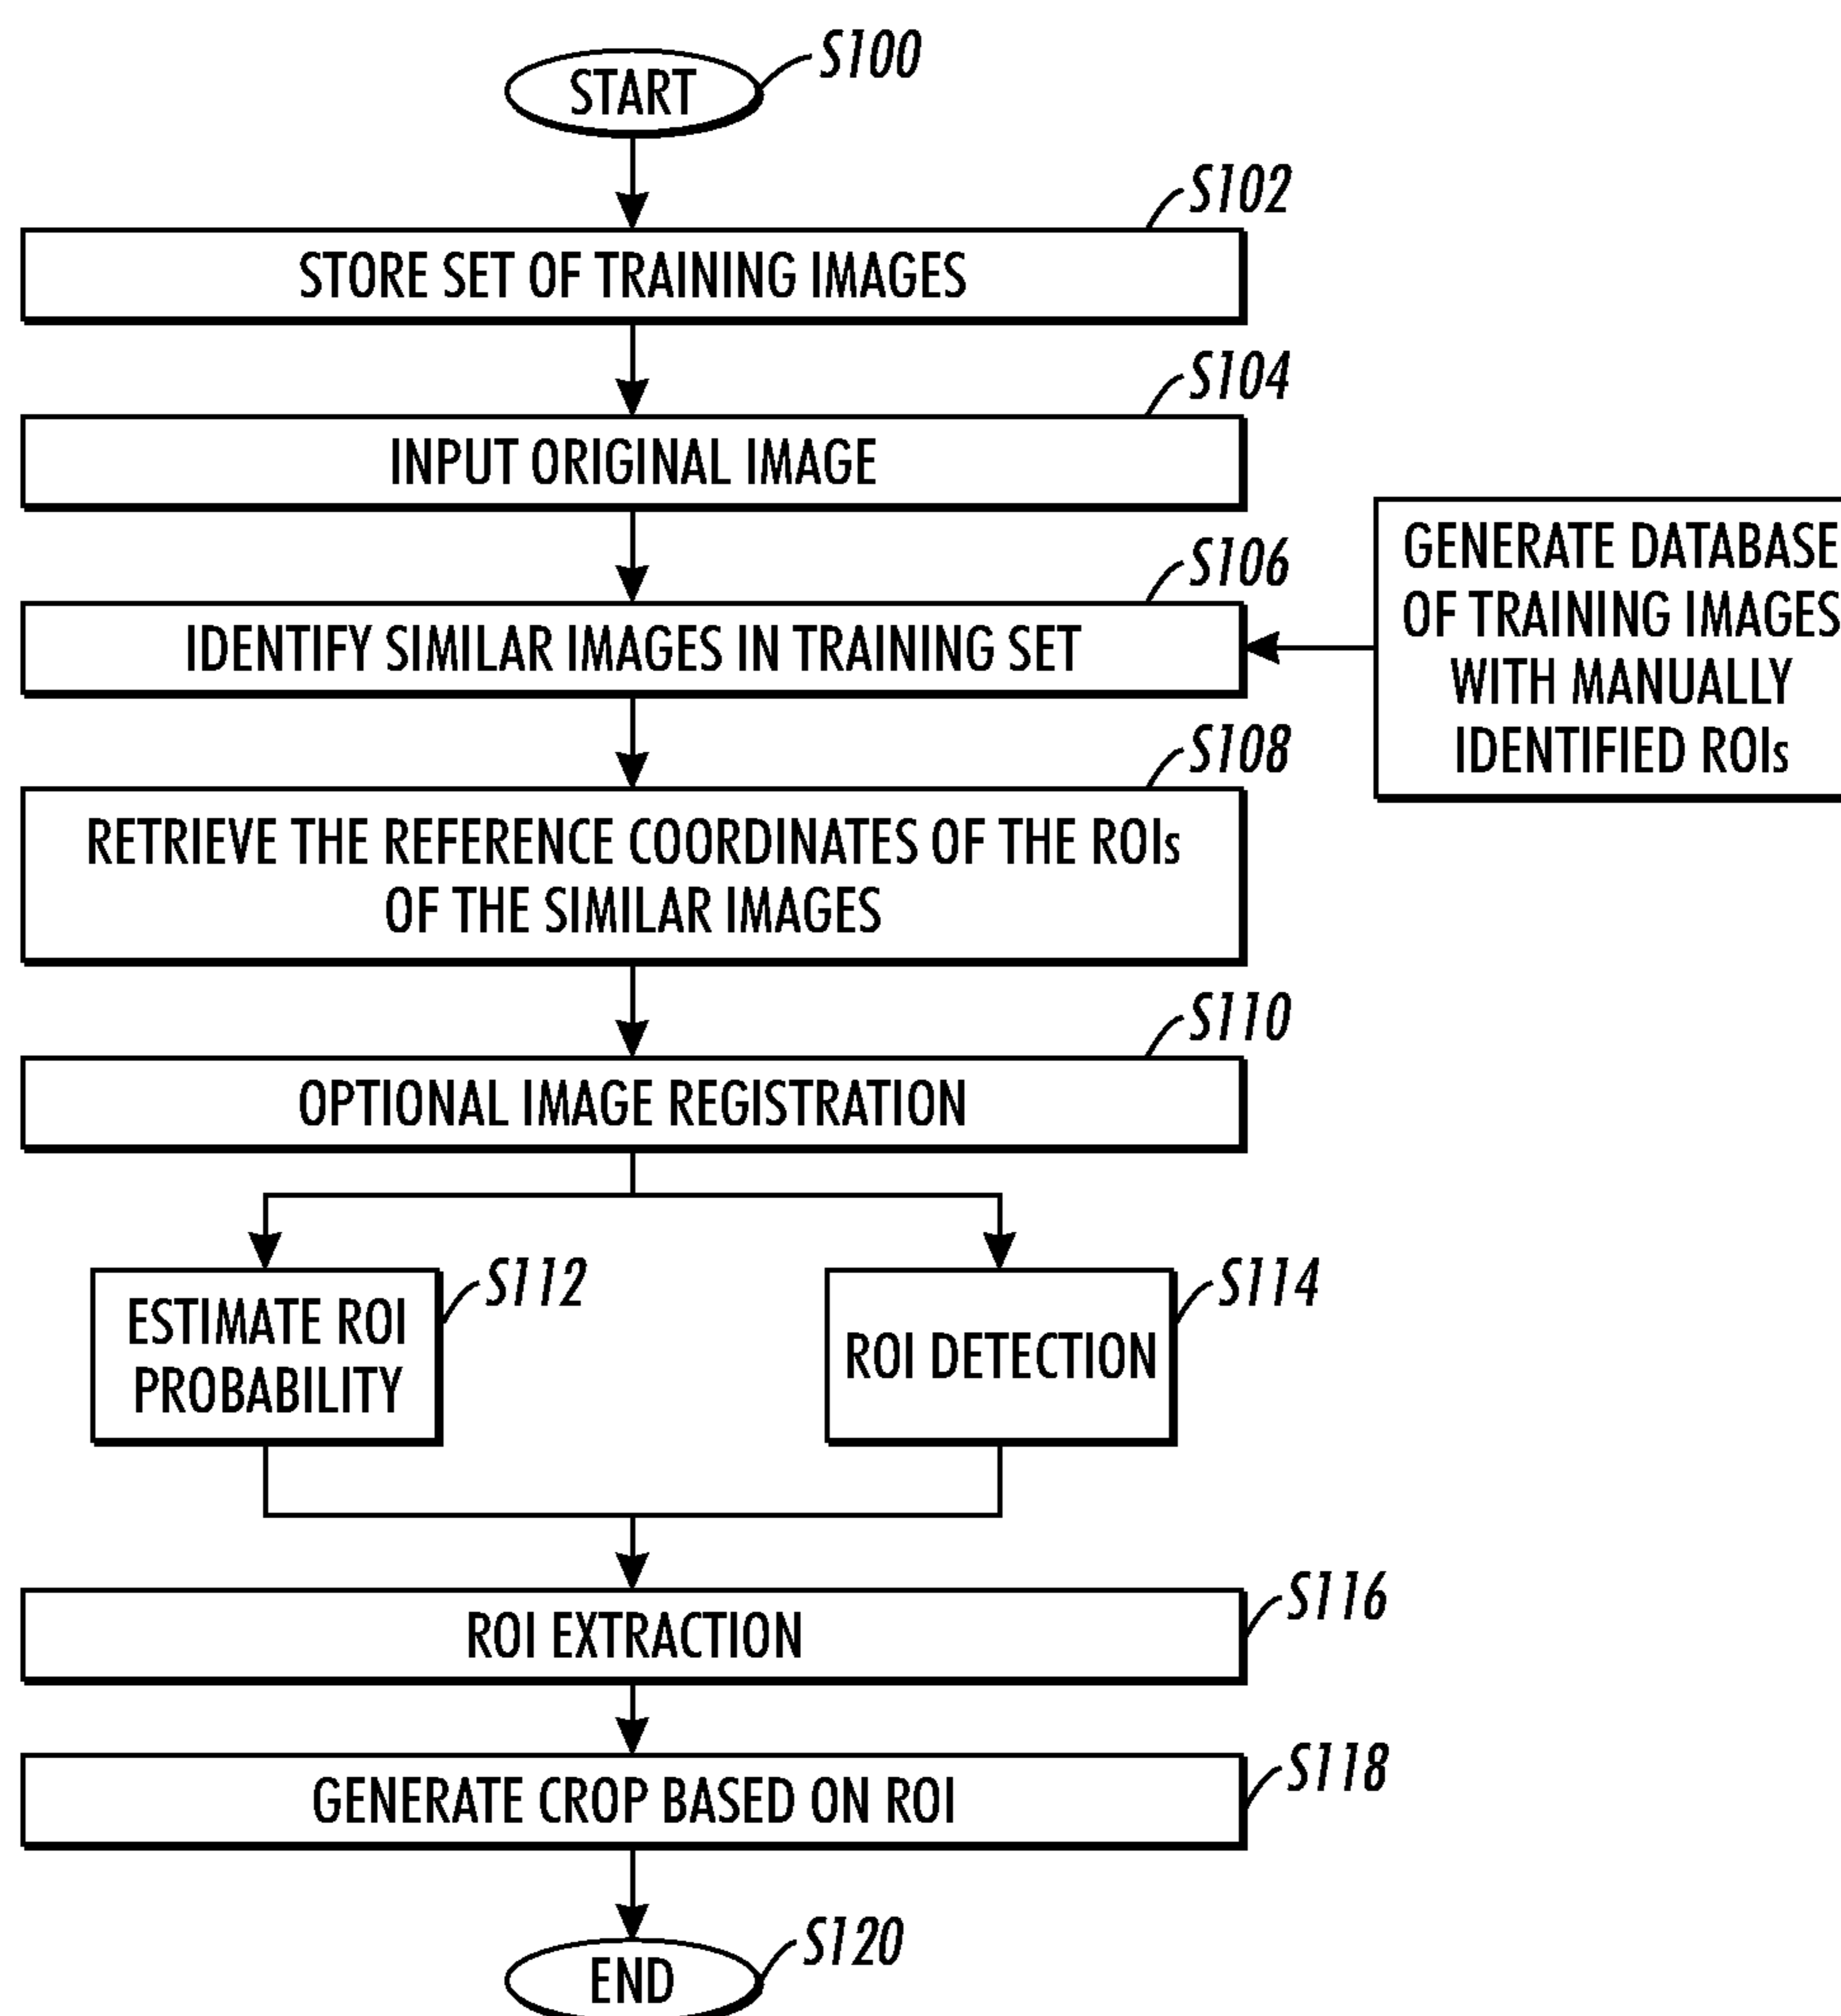 START
S100
S102
STORE SET OF TRAINING IMAGES
S104
INPUT ORIGINAL IMAGE
S106
IDENTIFY SIMILAR IMAGES IN TRAINING SET
GENERATE DATABASE
OF TRAINING IMAGES
WITH MANUALLY
IDENTIFIED ROIs
S108
RETRIEVE THE REFERENCE COORDINATES OF THE ROIs
OF THE SIMILAR IMAGES
S110
OPTIONAL IMAGE REGISTRATION
S112
ESTIMATE ROI
PROBABILITY
S114
ROI DETECTION
S116
ROI EXTRACTION
S118
GENERATE CROP BASED ON ROI
S120
END